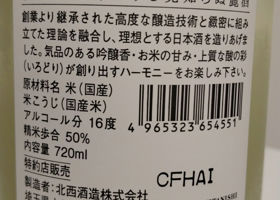 創業より継承された高度な醸造技術と緻密に組み
立てた理論を融合し、理想とする日本酒を造りあげま
した。気品のある吟醸香・お米の甘み・上質な酸の彩
(いろどり)が創り出すハーモニーをお楽しみ下さい。
原材料名 米(国産)
米こうじ(国産米)
アルコール分 16度
精米歩合 50%
内容量 720ml
特約店販売
製造者：北西酒造株式会社
4965323654551
CFHAI